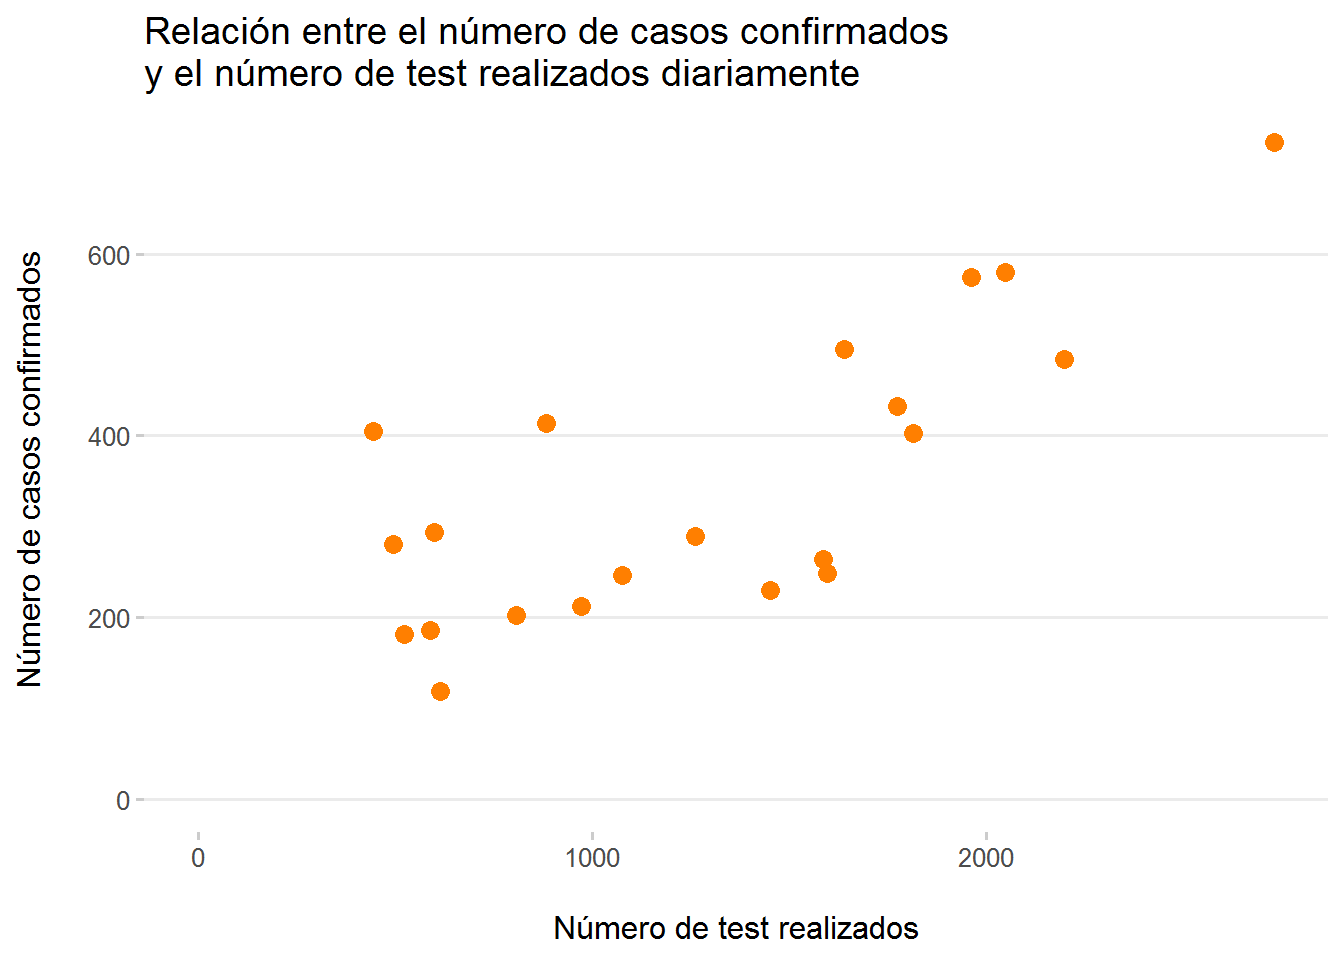 Relación entre el número de casos confirmados
y el número de test realizados diariamente
Número de casos confirmados
600
400
200
0
0
1000
2000
Número de test realizados